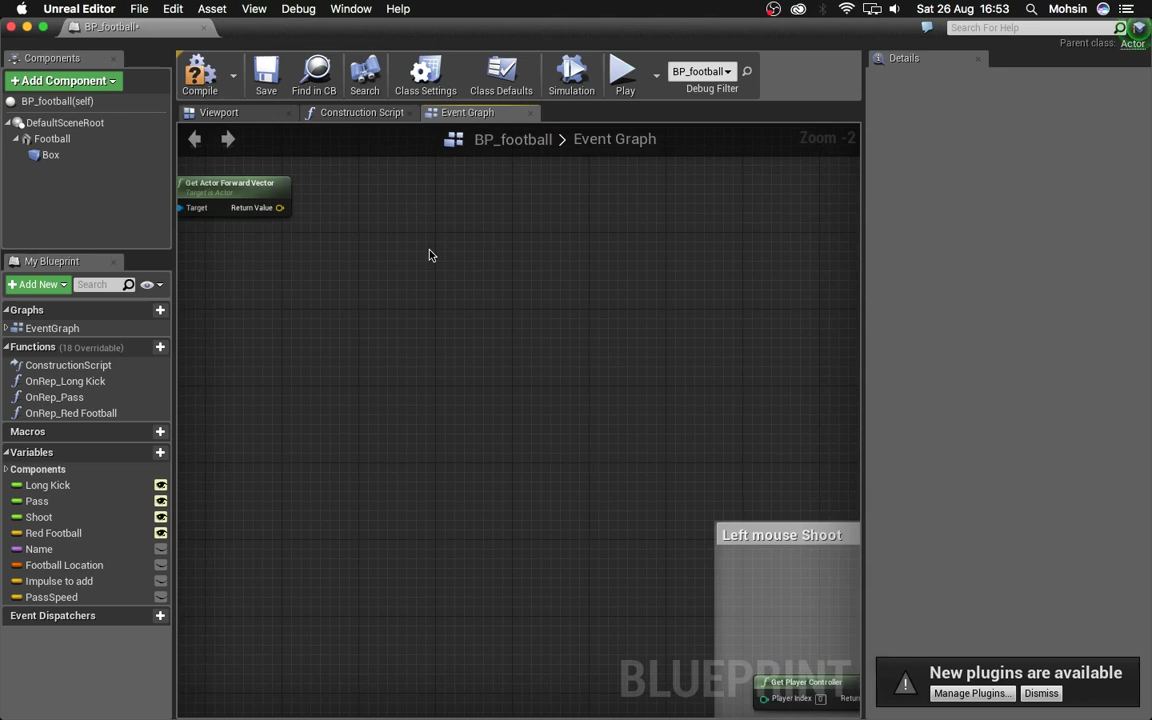 Unreal Editor File Edit Asset View Debug Window Help Sat 26 Aug 16:53 Mohsin
BP_football*
Search For Help
Parent class: Actor
Components
Add Component
BP_football(self)
DefaultSceneRoot
Football
Box
Compile Save Find in CB Search Class Settings Class Defaults Simulation Play
BP_football
Debug Filter
Details
Viewport Construction Script Event Graph
BP_football > Event Graph
Zoom -2
Get Actor Forward Vector
Target is Actor
Target Return Value
My Blueprint
Add New Search
Graphs
EventGraph
Functions (18 Overridable)
ConstructionScript
OnRep_Long Kick
OnRep_Pass
OnRep_Red Football
Macros
Variables
Components
Long Kick
Pass
Shoot
Red Football
Name
Football Location
Impulse to add
PassSpeed
Event Dispatchers
Left mouse Shoot
Get Player Controller
Player Index 0 Retur
BLUEPRINT
New plugins are available
Manage Plugins... Dismiss